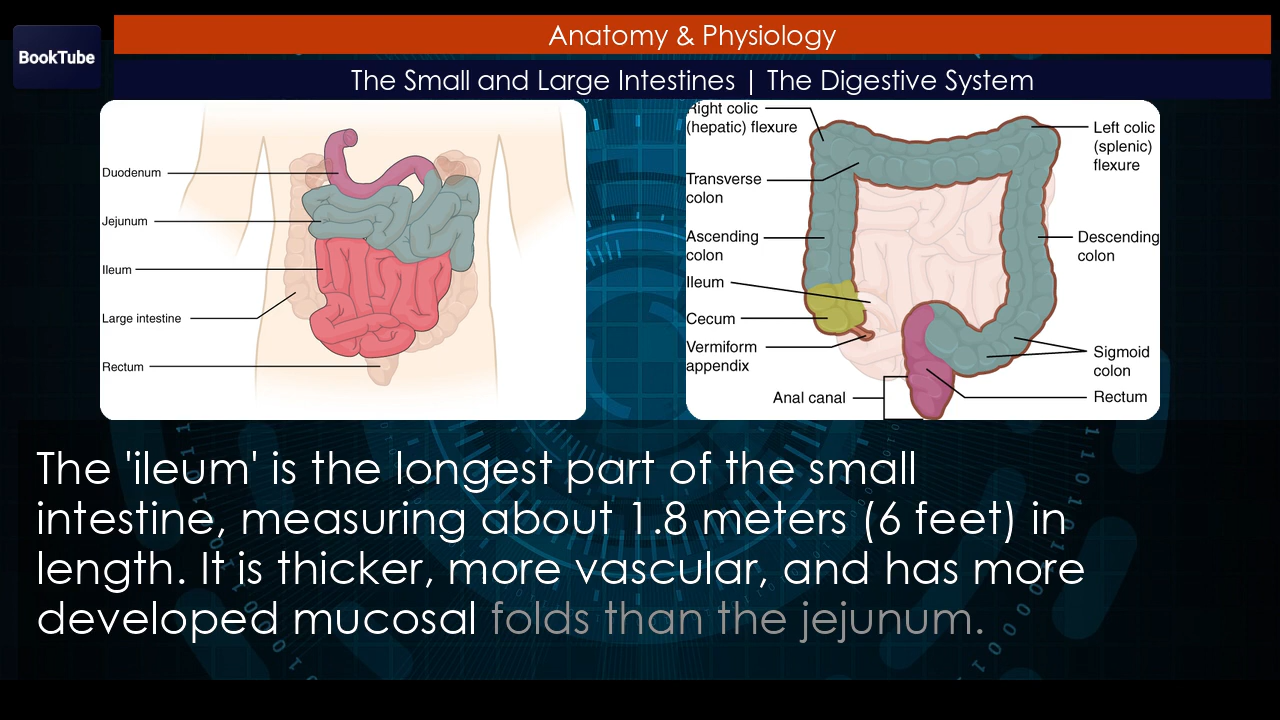 BookTube
Anatomy & Physiology
The Small and Large Intestines | The Digestive System
Duodenum
Jejunum
Ileum
Large intestine
Rectum
Right colic
(hepatic) flexure
Transverse
colon
Ascending
colon
Ileum
Cecum
Vermiform
appendix
Anal canal
Left colic
(splenic)
flexure
Descending
colon
Sigmoid
colon
Rectum
The 'ileum' is the longest part of the small
intestine, measuring about 1.8 meters (6 feet) in
length. It is thicker, more vascular, and has more
developed mucosal folds than the jejunum.